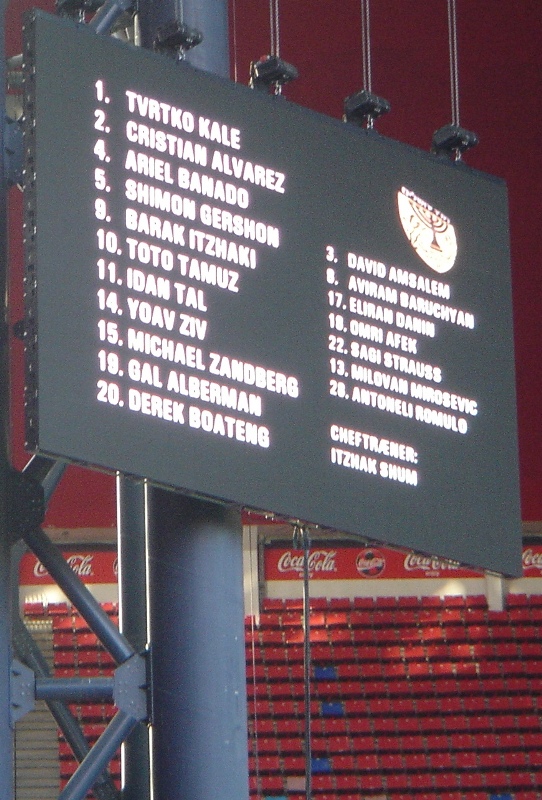 1. TVRTKO KALE
2. CRISTIAN ALVAREZ
4. ARIEL BANADO
5. SHIMON GERSHON
9. BARAK ITZHAKI
10. TOTO TAMUZ
11. IDAN TAL
14. YOAV ZIV
15. MICHAEL ZANDBERG
19. GAL ALBERMAN
20. DEREK BOATENG
3. DAVID AMSALEM
8. AVIRAM BARUCHYAN
17. ELIRAN DANIN
18. OMRI AFEK
22. SAGI STRAUSS
13. MILOVAN MIROSEVIC
28. ANTONELI ROMULO
CHEFTRÆNER:
ITZHAK SHUM
Coca-Cola
Coca-Cola
Coca-Cola